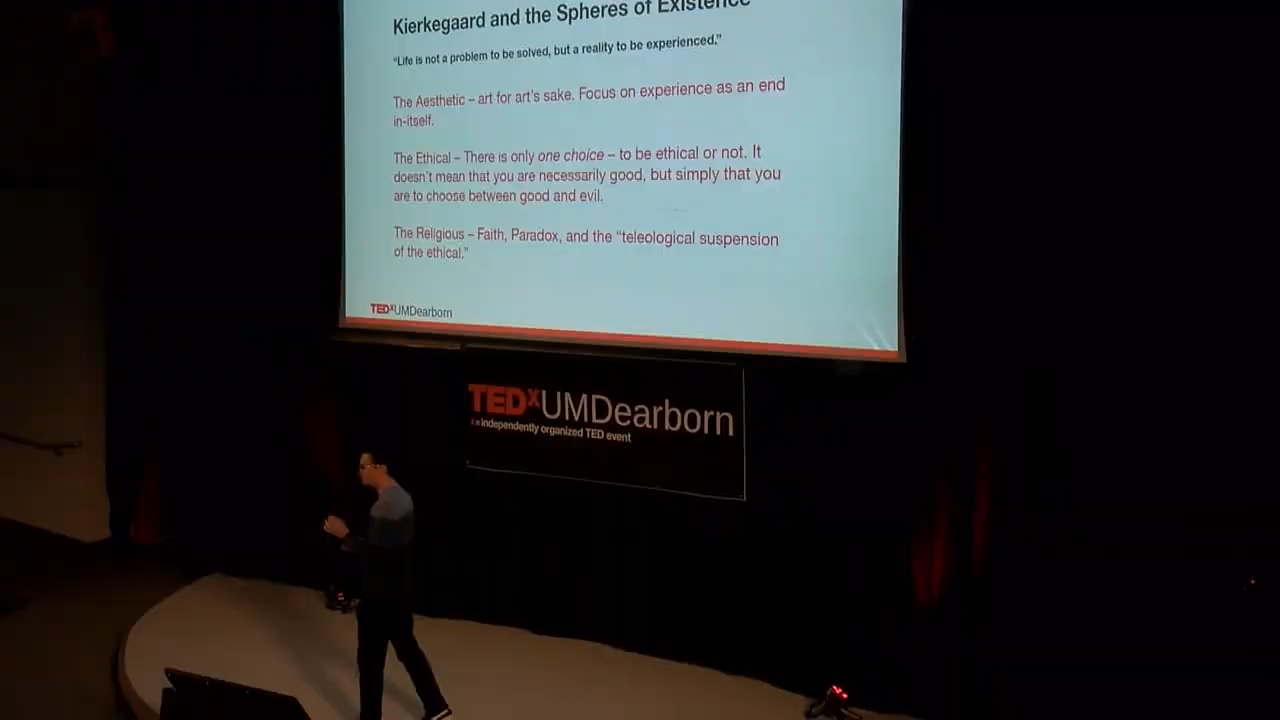 Kierkegaard and the Spheres of Existence
“Life is not a problem to be solved, but a reality to be experienced.”
The Aesthetic – art for art's sake. Focus on experience as an end
in-itself.
The Ethical – There is only one choice – to be ethical or not. It
doesn't mean that you are necessarily good, but simply that you
are to choose between good and evil.
The Religious – Faith, Paradox, and the “teleological suspension
of the ethical.”
TEDxUMDearborn
TEDxUMDearborn
independently organized TED event